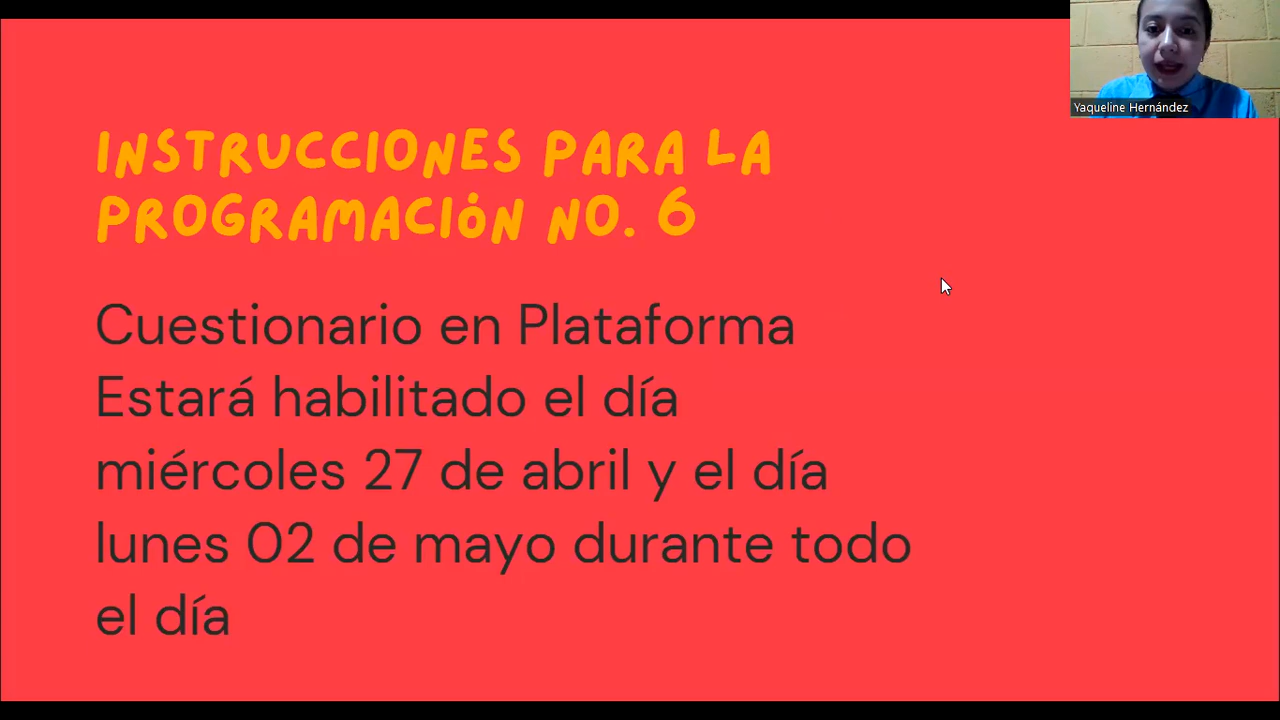 Yaqueline Hernández
INSTRUCCIONES PARA LA
PROGRAMACIÓN NO. 6
Cuestionario en Plataforma
Estará habilitado el día
miércoles 27 de abril y el día
lunes 02 de mayo durante todo
el día